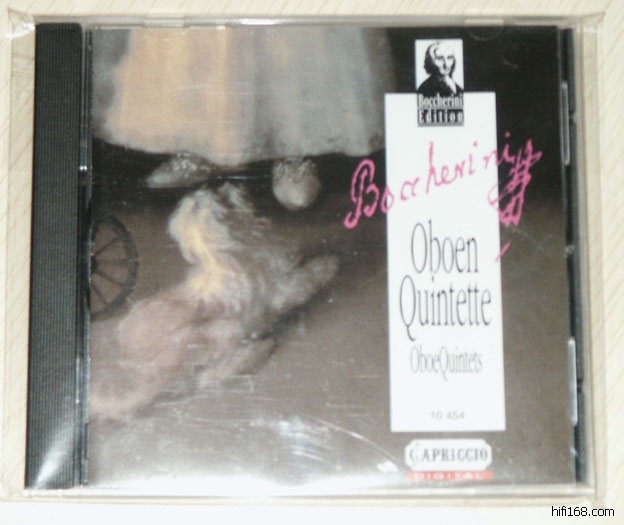 Boccherini
Edition
Boccherini
Oboen
Quintette
OboeQuintets
10 454
CAPRICCIO
DIGITAL
hifi168.com